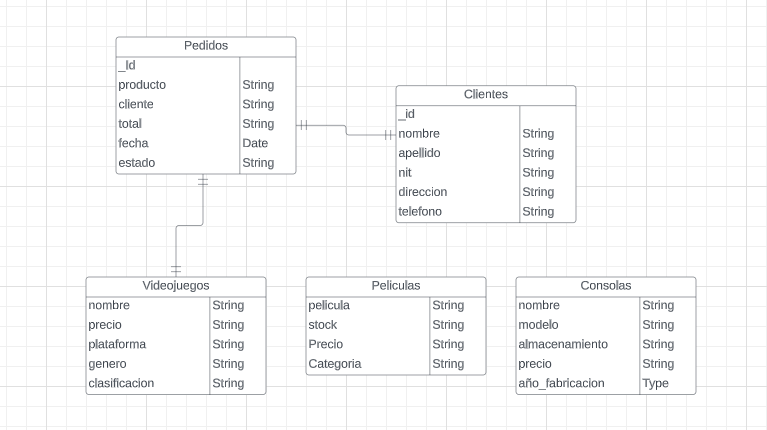 Pedidos
_Id
producto String
cliente String
total String
fecha Date
estado String
Clientes
_id
nombre String
apellido String
nit String
direccion String
telefono String
Videojuegos
nombre String
precio String
plataforma String
genero String
clasificacion String
Peliculas
pelicula String
stock String
Precio String
Categoria String
Consolas
nombre String
modelo String
almacenamiento String
precio String
año_fabricacion Type